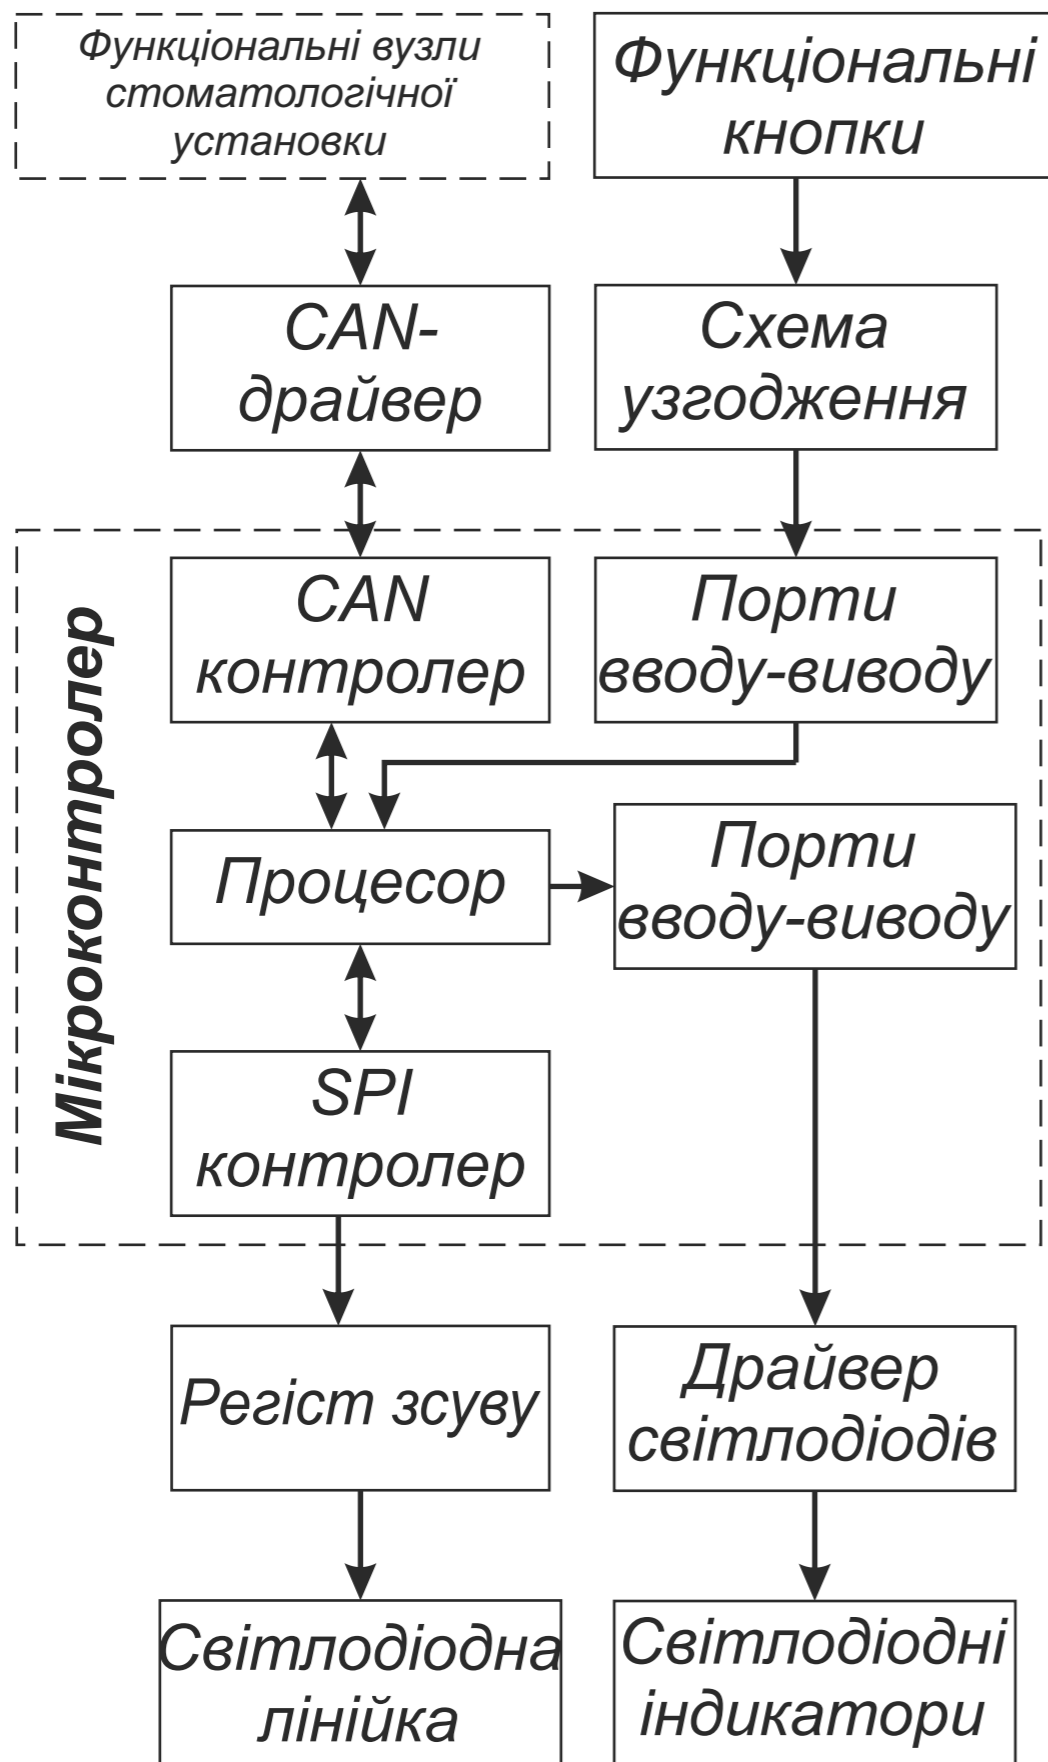 Функціональні вузли
стоматологічної
установки
Функціональні
кнопки
CAN-
драйвер
Схема
узгодження
Мікроконтролер
CAN
контролер
Порти
вводу-виводу
Процесор
Порти
вводу-виводу
SPI
контролер
Регіст зсуву
Драйвер
світлодіодів
Світлодіодна
лінійка
Світлодіодні
індикатори